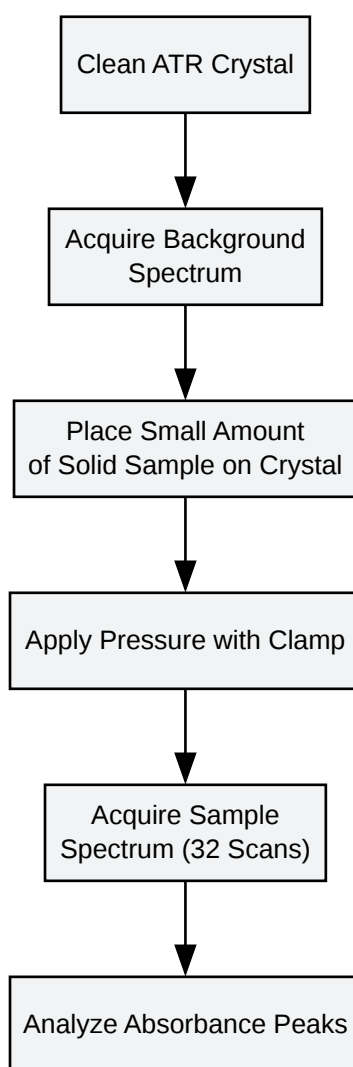 Clean ATR Crystal
Acquire Background
Spectrum
Place Small Amount
of Solid Sample on Crystal
Apply Pressure with Clamp
Acquire Sample
Spectrum (32 Scans)
Analyze Absorbance Peaks